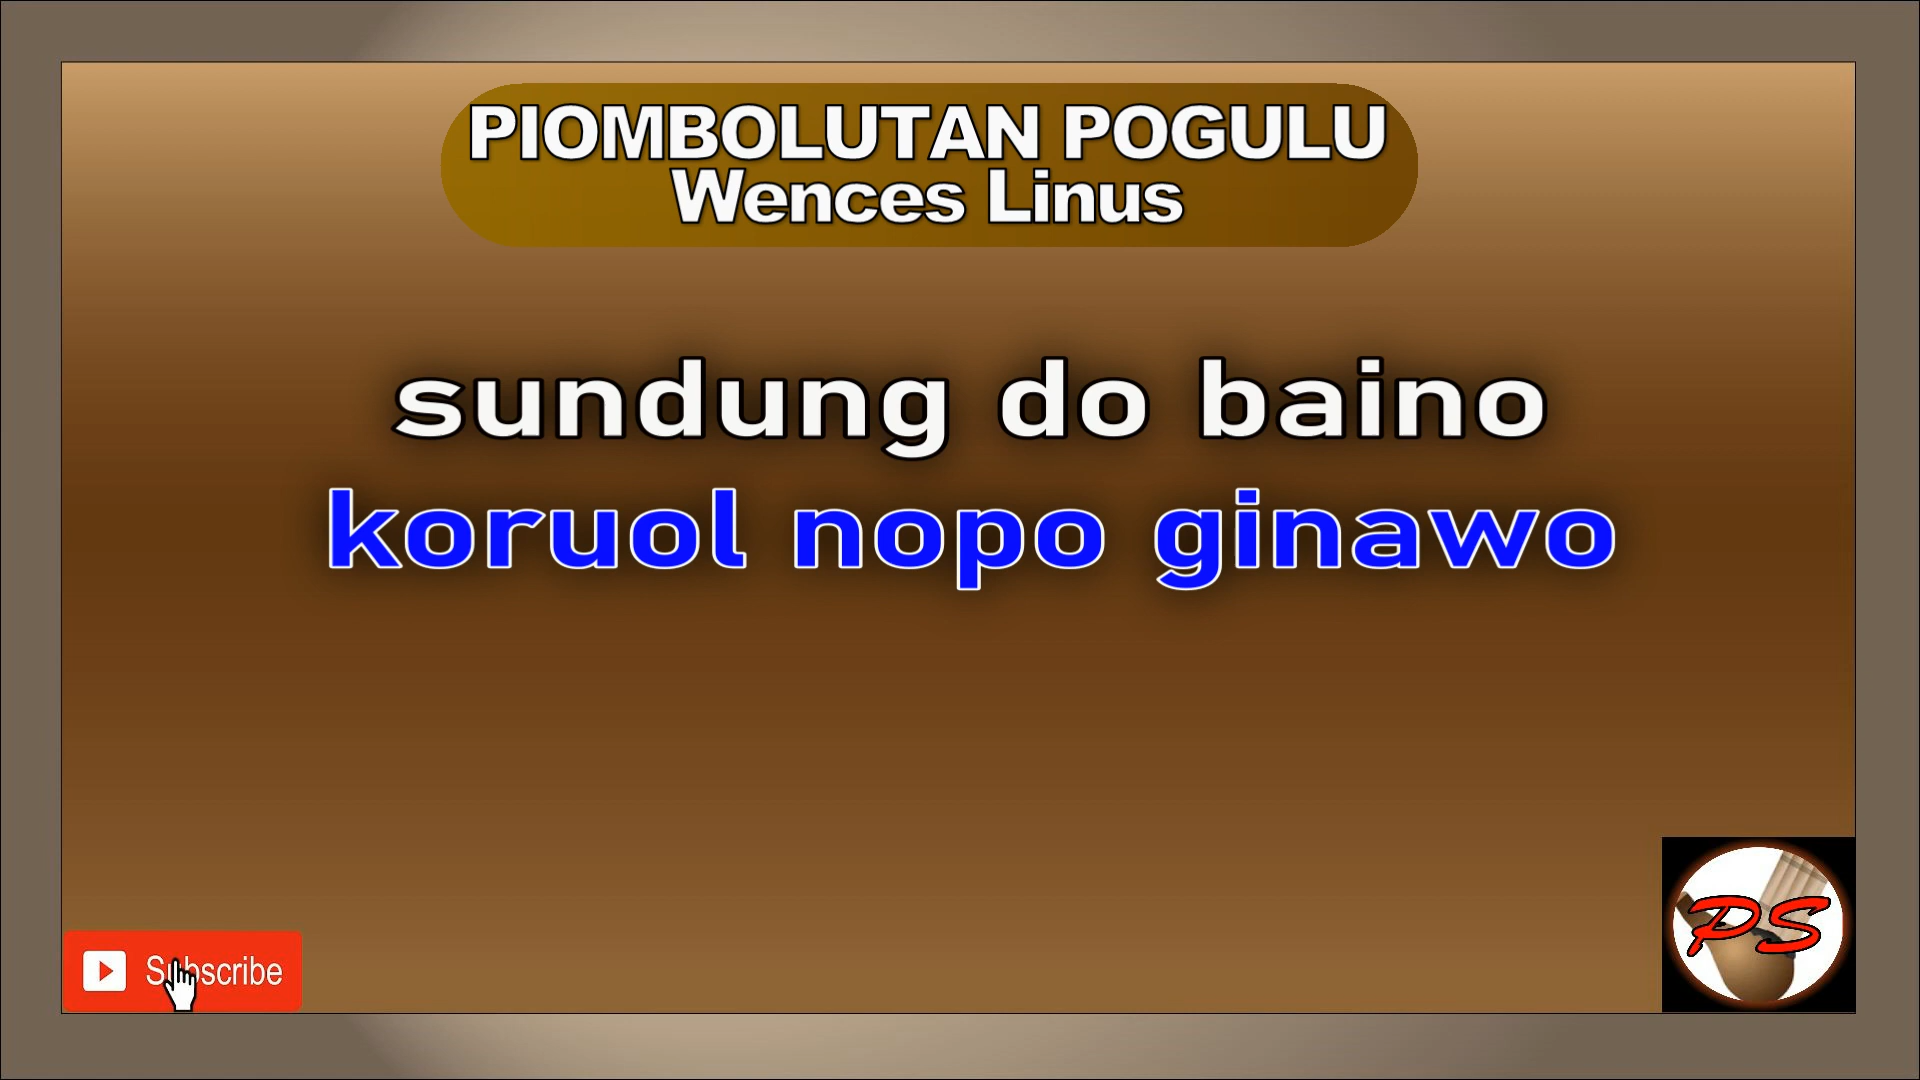 PIOMBOLUTAN POGULU
Wences Linus
sundung do baino
koruol nopo ginawo
Subscribe
PS